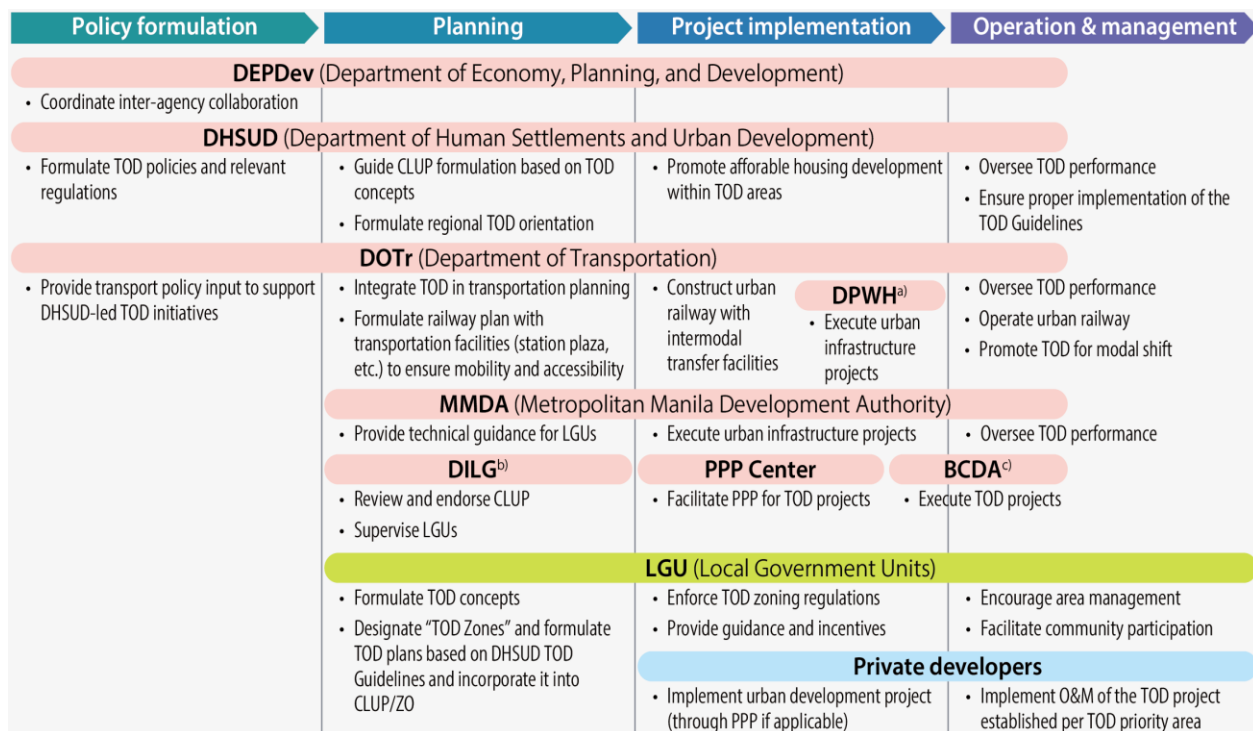 Policy formulation
Planning
Project implementation
Operation & management
DEPDev (Department of Economy, Planning, and Development)
• Coordinate inter-agency collaboration
DHSUD (Department of Human Settlements and Urban Development)
• Formulate TOD policies and relevant
regulations
• Guide CLUP formulation based on TOD
concepts
• Formulate regional TOD orientation
• Promote afforable housing development
within TOD areas
• Oversee TOD performance
• Ensure proper implementation of the
TOD Guidelines
DOTr (Department of Transportation)
• Provide transport policy input to support
DHSUD-led TOD initiatives
• Integrate TOD in transportation planning
• Formulate railway plan with
transportation facilities (station plaza,
etc.) to ensure mobility and accessibility
• Construct urban
railway with
intermodal
transfer facilities
DPWHa)
• Execute urban
infrastructure
projects
• Oversee TOD performance
• Operate urban railway
• Promote TOD for modal shift
MMDA (Metropolitan Manila Development Authority)
• Provide technical guidance for LGUs
• Execute urban infrastructure projects
• Oversee TOD performance
DILGb)
• Review and endorse CLUP
• Supervise LGUs
PPP Center
• Facilitate PPP for TOD projects
BCDAc)
• Execute TOD projects
LGU (Local Government Units)
• Formulate TOD concepts
• Designate “TOD Zones” and formulate
TOD plans based on DHSUD TOD
Guidelines and incorporate it into
CLUP/ZO
• Enforce TOD zoning regulations
• Provide guidance and incentives
• Encourage area management
• Facilitate community participation
Private developers
• Implement urban development project
(through PPP if applicable)
• Implement O&M of the TOD project
established per TOD priority area